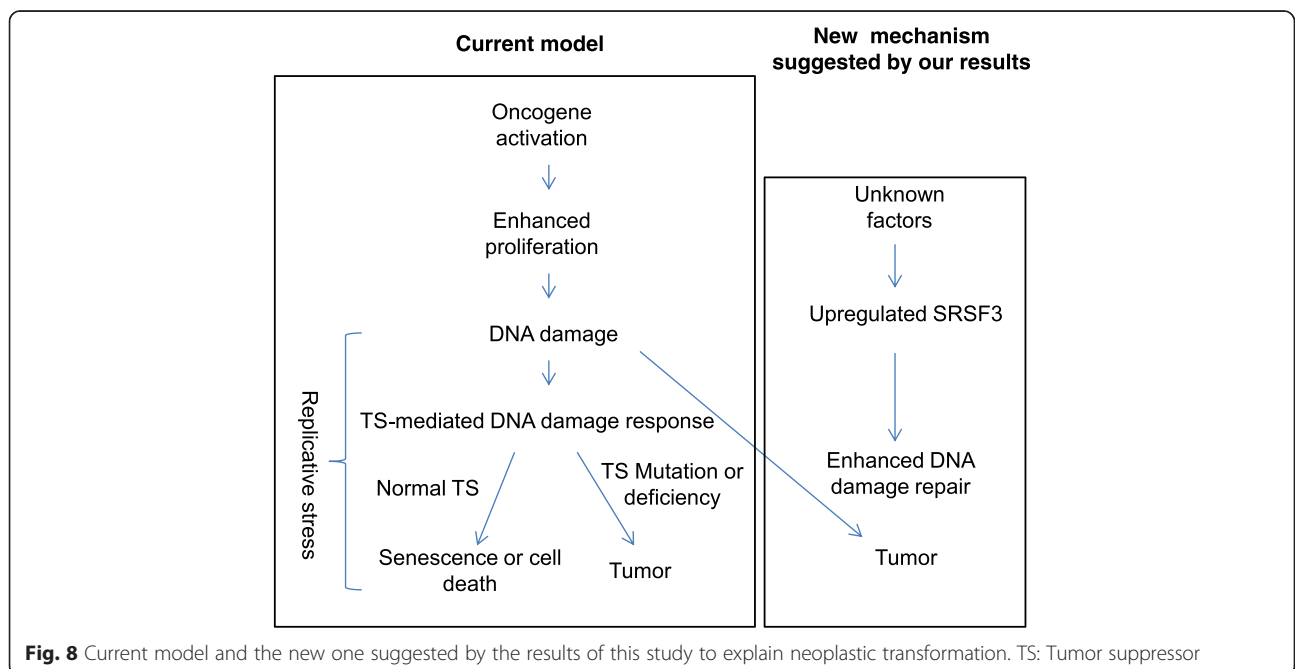 Current model
New mechanism
suggested by our results
Oncogene
activation
Enhanced
proliferation
DNA damage
TS-mediated DNA damage response
Normal TS
TS Mutation or
deficiency
Senescence or cell
death
Tumor
Replicative stress
Unknown
factors
Upregulated SRSF3
Enhanced DNA
damage repair
Tumor
Fig. 8 Current model and the new one suggested by the results of this study to explain neoplastic transformation. TS: Tumor suppressor